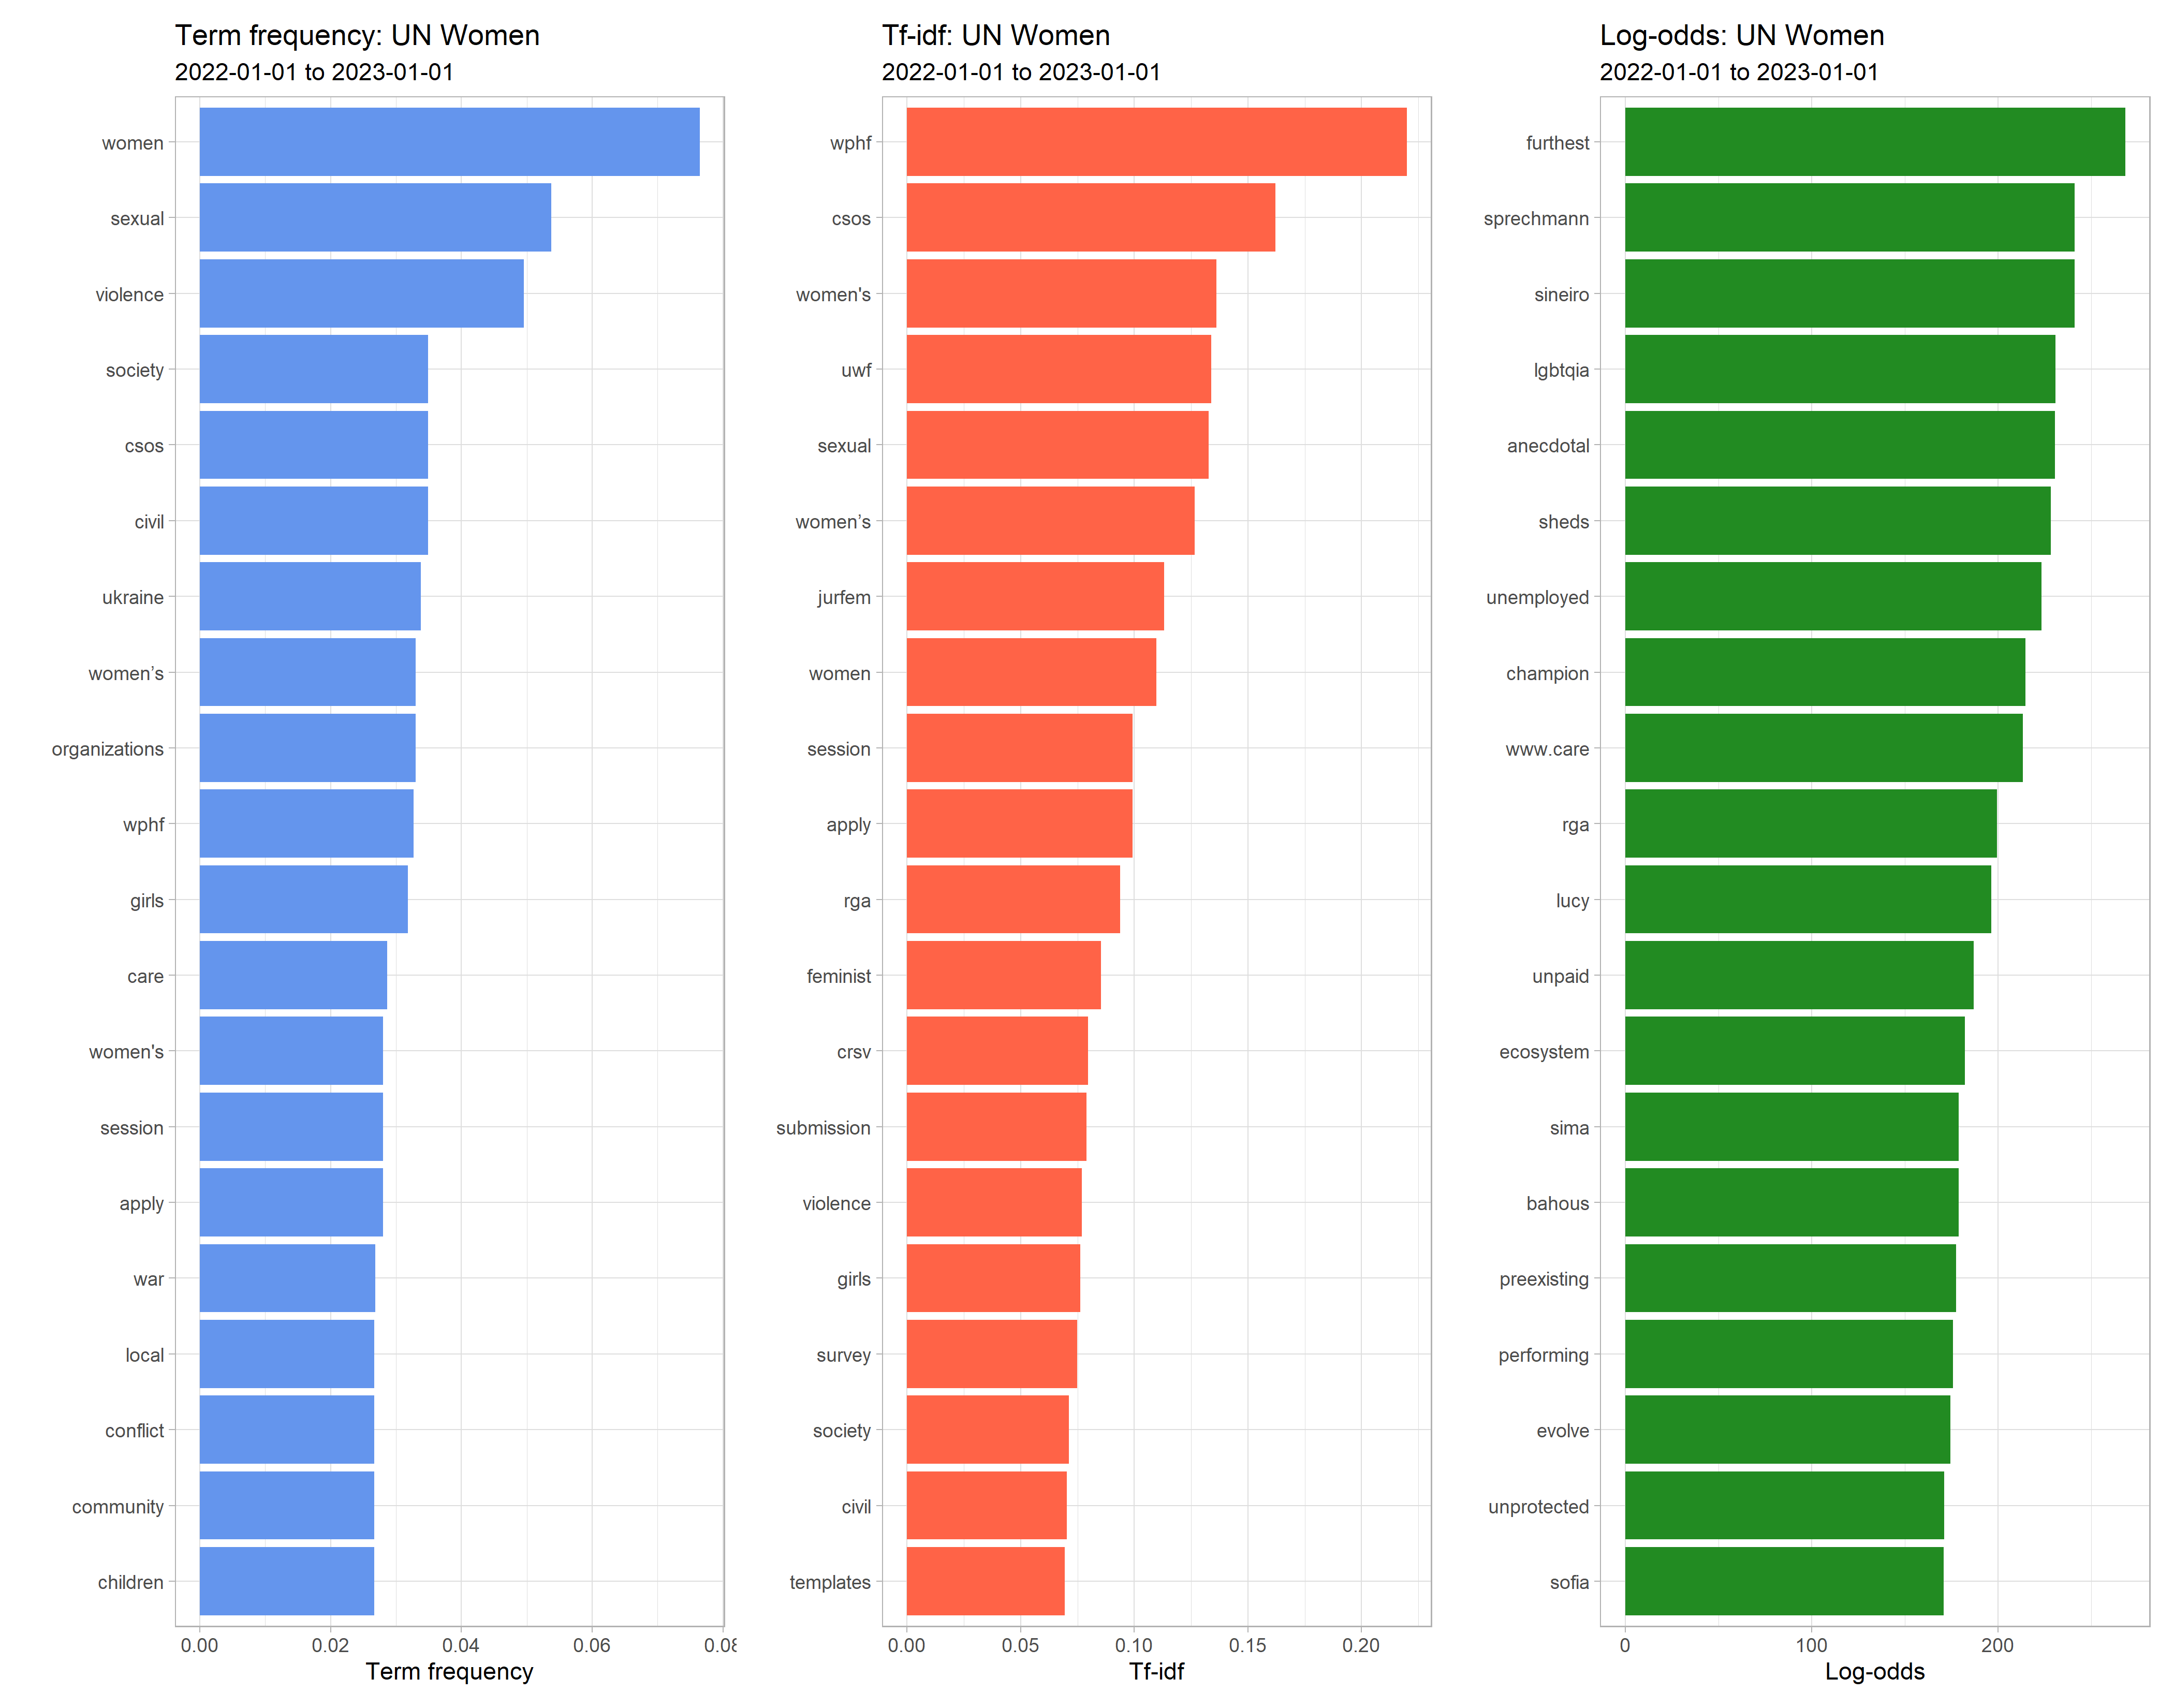 Term frequency: UN Women
2022-01-01 to 2023-01-01
women
sexual
violence
society
csos
civil
ukraine
women’s
organizations
wphf
girls
care
women's
session
apply
war
local
conflict
community
children
0.00 0.02 0.04 0.06 0.08
Term frequency
Tf-idf: UN Women
2022-01-01 to 2023-01-01
wphf
csos
women's
uwf
sexual
women’s
jurfem
women
session
apply
rga
feminist
crsv
submission
violence
girls
survey
society
civil
templates
0.00 0.05 0.10 0.15 0.20
Tf-idf
Log-odds: UN Women
2022-01-01 to 2023-01-01
furthest
sprechmann
sineiro
lgbtqia
anecdotal
sheds
unemployed
champion
www.care
rga
lucy
unpaid
ecosystem
sima
bahous
preexisting
performing
evolve
unprotected
sofia
0 100 200
Log-odds